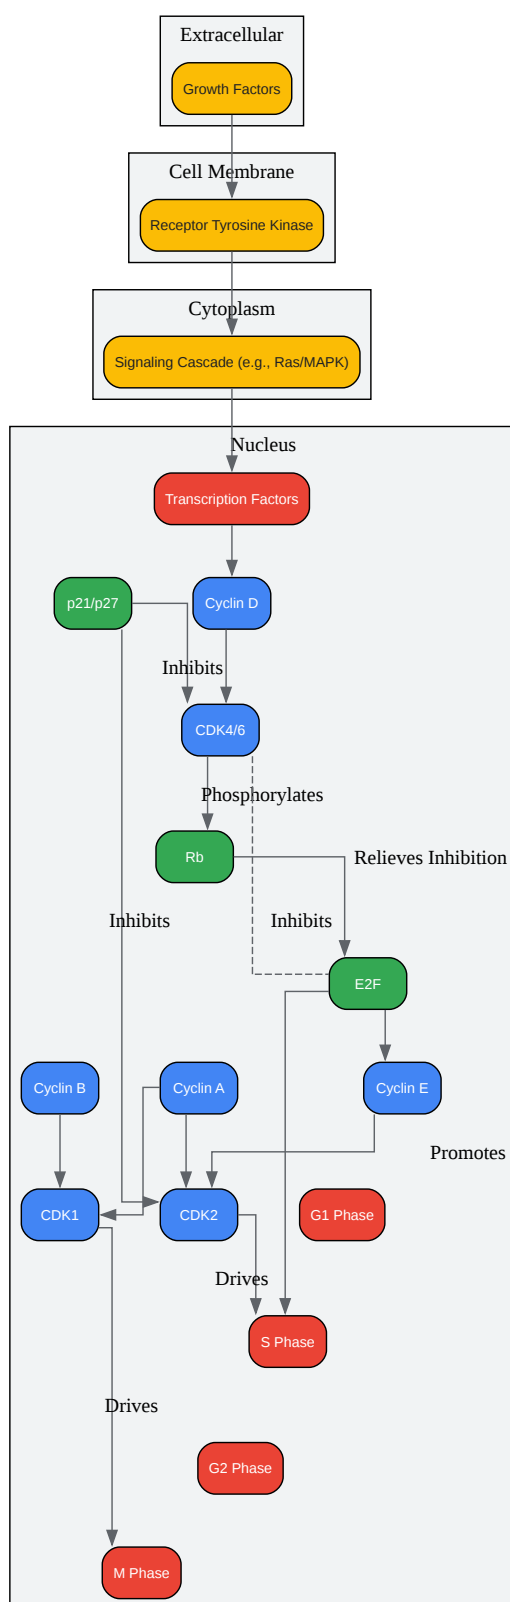 Extracellular
Growth Factors
Cell Membrane
Receptor Tyrosine Kinase
Cytoplasm
Signaling Cascade (e.g., Ras/MAPK)
Nucleus
Transcription Factors
p21/p27
Cyclin D
Inhibits
CDK4/6
Phosphorylates
Rb
Relieves Inhibition
Inhibits
Inhibits
E2F
Cyclin B
Cyclin A
Cyclin E
Promotes
CDK1
CDK2
G1 Phase
Drives
S Phase
Drives
G2 Phase
M Phase